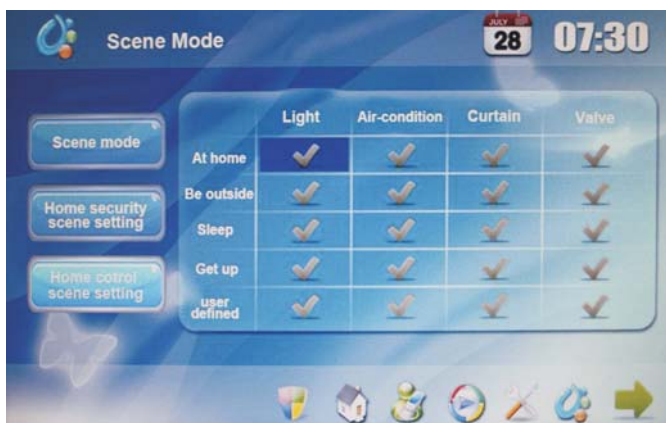 Scene Mode
JULY
28
07:30
Scene mode
Home security
scene setting
Home cotrol
scene setting
Light Air-condition Curtain Valve
At home
Be outside
Sleep
Get up
user
defined